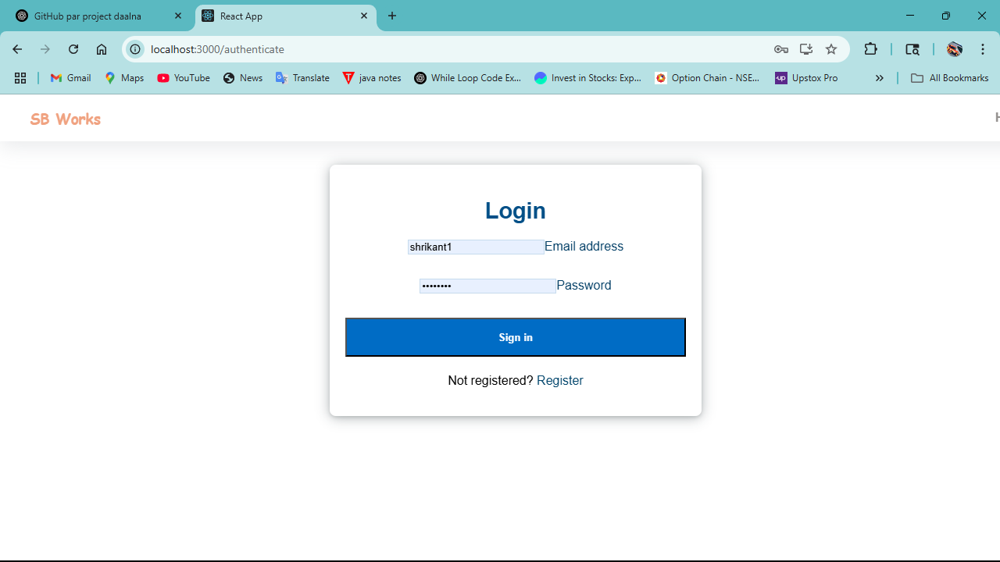 GitHub par project daalna
React App
localhost:3000/authenticate
Gmail
Maps
YouTube
News
Translate
java notes
While Loop Code Ex...
Invest in Stocks: Exp...
Option Chain - NSE...
up Upstox Pro
»
All Bookmarks
SB Works
H
Login
shrikant1 Email address
•••••••• Password
Sign in
Not registered? Register